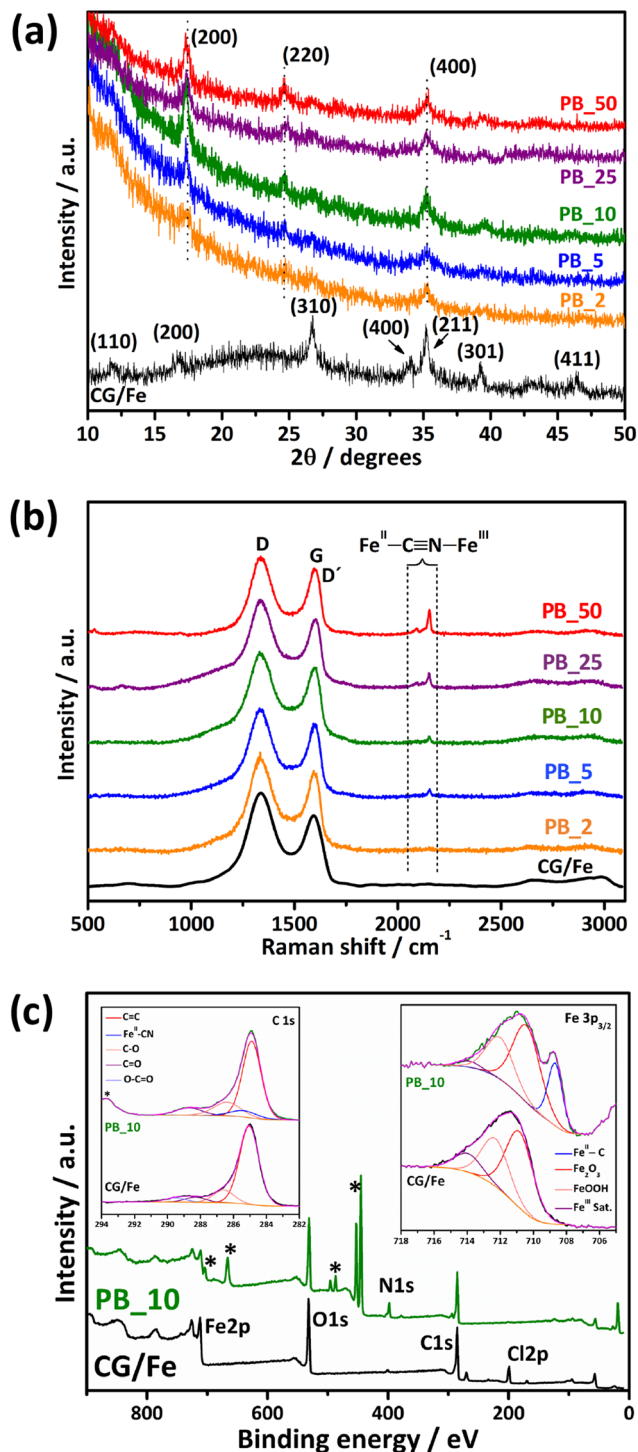 (a)
(200)
(220)
(400)
PB_50
PB_25
PB_10
PB_5
PB_2
(310)
(110)
(200)
(400)
(211)
(301)
(411)
CG/Fe
Intensity / a.u.
10 15 20 25 30 35 40 45 50
2θ / degrees
(b)
D
G
D´
Fe^II–C≡N–Fe^III
PB_50
PB_25
PB_10
PB_5
PB_2
CG/Fe
Intensity / a.u.
500 1000 1500 2000 2500 3000
Raman shift / cm⁻¹
(c)
C=C
Fe^II-CN
C-O
C=O
O-C=O
C 1s
*
PB_10
CG/Fe
294 292 290 288 286 284 282
Fe 3p3/2
PB_10
CG/Fe
Fe^II– C
Fe₂O₃
FeOOH
Fe^III Sat.
718 716 714 712 710 708 706 705
* * * *
PB_10
N1s
Fe2p
O1s
C1s
Cl2p
CG/Fe
Intensity / a.u.
800 600 400 200 0
Binding energy / eV